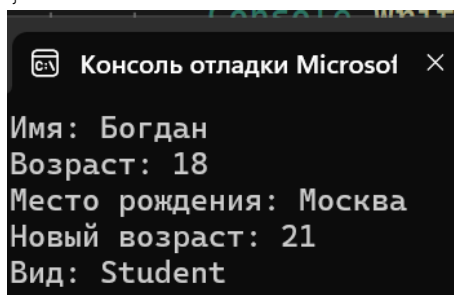 Консоль отладки Microsof
Имя: Богдан
Возраст: 18
Место рождения: Москва
Новый возраст: 21
Вид: Student